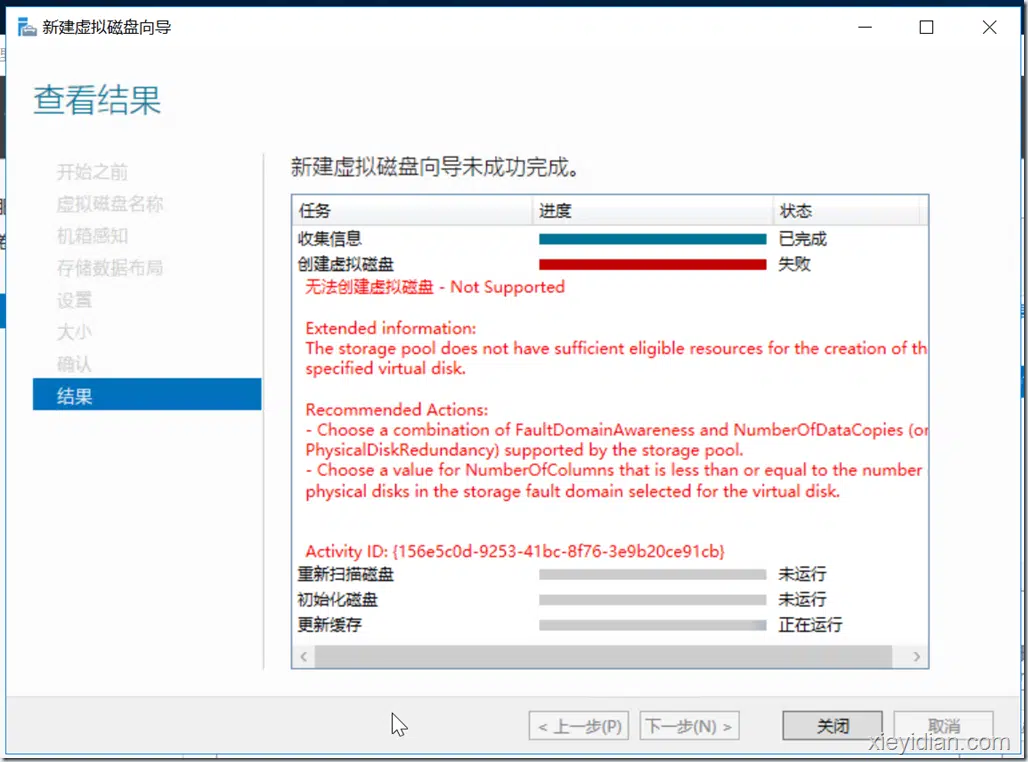 新建虚拟磁盘向导
查看结果
开始之前
虚拟磁盘名称
机箱感知
存储数据布局
设置
大小
确认
结果
新建虚拟磁盘向导未成功完成。
任务 进度 状态
收集信息 已完成
创建虚拟磁盘 失败
无法创建虚拟磁盘 - Not Supported
Extended information:
The storage pool does not have sufficient eligible resources for the creation of th
specified virtual disk.
Recommended Actions:
- Choose a combination of FaultDomainAwareness and NumberOfDataCopies (or
PhysicalDiskRedundancy) supported by the storage pool.
- Choose a value for NumberOfColumns that is less than or equal to the number
physical disks in the storage fault domain selected for the virtual disk.
Activity ID: {156e5c0d-9253-41bc-8f76-3e9b20ce91cb}
重新扫描磁盘 未运行
初始化磁盘 未运行
更新缓存 正在运行
< 上一步(P) 下一步(N) > 关闭 取消
xieyidian.com